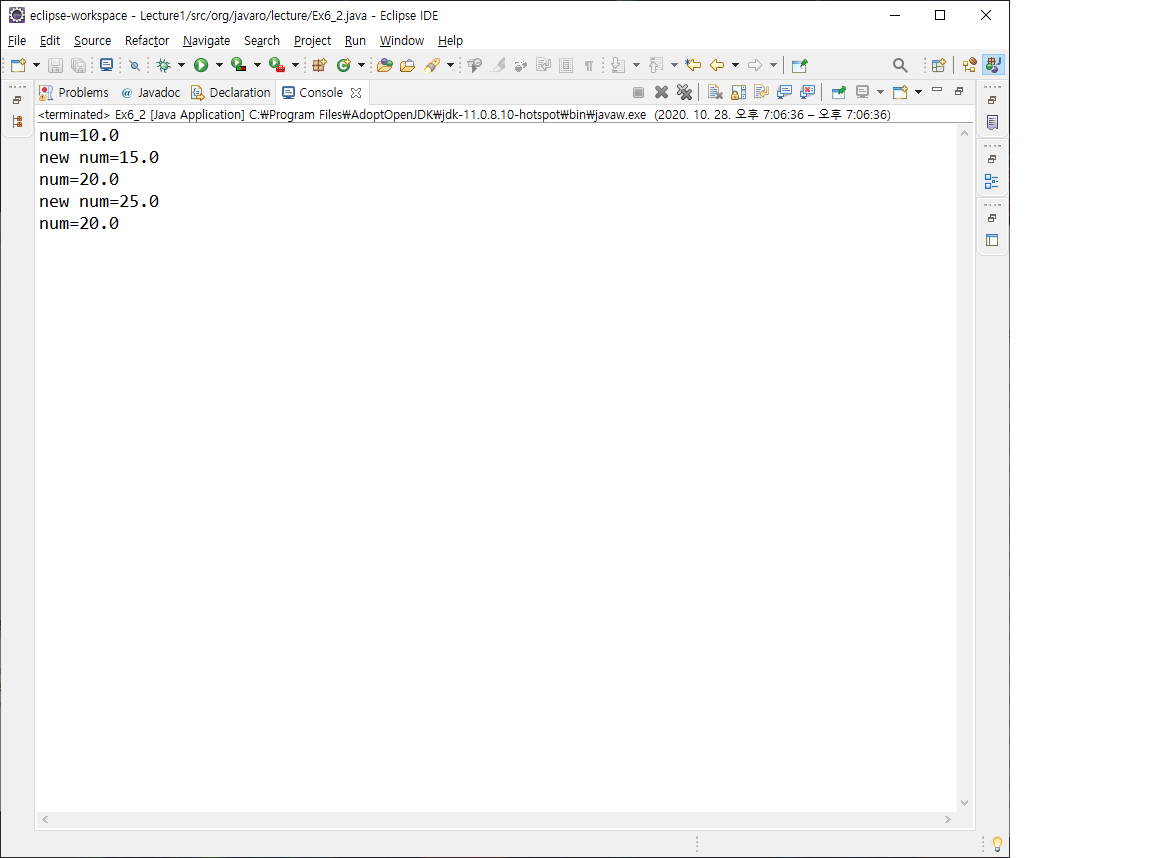 eclipse-workspace - Lecture1/src/org/javaro/lecture/Ex6_2.java - Eclipse IDE
File Edit Source Refactor Navigate Search Project Run Window Help
Problems @ Javadoc Declaration Console
<terminated> Ex6_2 [Java Application] C:₩Program Files₩AdoptOpenJDK₩jdk-11.0.8.10-hotspot₩bin₩javaw.exe (2020. 10. 28. 오후 7:06:36 – 오후 7:06:36)
num=10.0
new num=15.0
num=20.0
new num=25.0
num=20.0